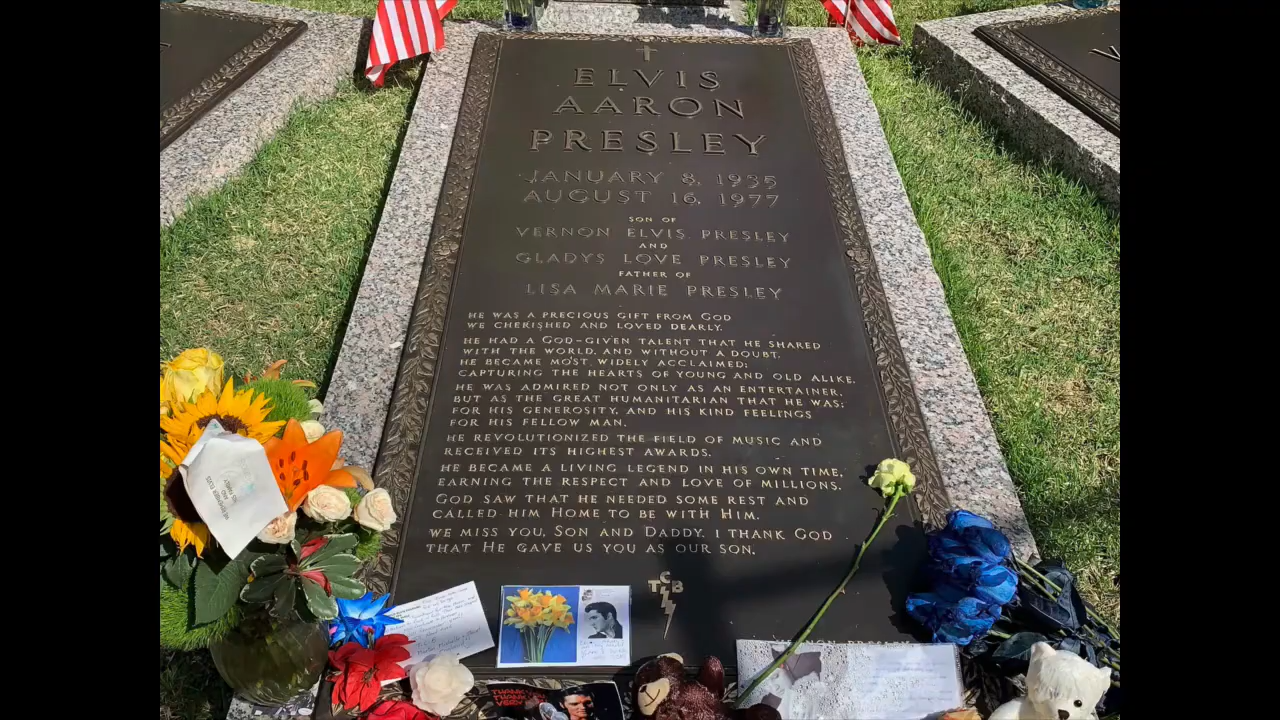 ELVIS
AARON
PRESLEY
JANUARY 8, 1935
AUGUST 16, 1977
SON OF
VERNON ELVIS PRESLEY
AND
GLADYS LOVE PRESLEY
FATHER OF
LISA MARIE PRESLEY
HE WAS A PRECIOUS GIFT FROM GOD
WE CHERISHED AND LOVED DEARLY.
HE HAD A GOD-GIVEN TALENT THAT HE SHARED
WITH THE WORLD. AND WITHOUT A DOUBT,
HE BECAME MOST WIDELY ACCLAIMED;
CAPTURING THE HEARTS OF YOUNG AND OLD ALIKE.
HE WAS ADMIRED NOT ONLY AS AN ENTERTAINER,
BUT AS THE GREAT HUMANITARIAN THAT HE WAS;
FOR HIS GENEROSITY, AND HIS KIND FEELINGS
FOR HIS FELLOW MAN.
HE REVOLUTIONIZED THE FIELD OF MUSIC AND
RECEIVED ITS HIGHEST AWARDS.
HE BECAME A LIVING LEGEND IN HIS OWN TIME,
EARNING THE RESPECT AND LOVE OF MILLIONS.
GOD SAW THAT HE NEEDED SOME REST AND
CALLED HIM HOME TO BE WITH HIM.
WE MISS YOU, SON AND DADDY. I THANK GOD
THAT HE GAVE US YOU AS OUR SON.
TCB